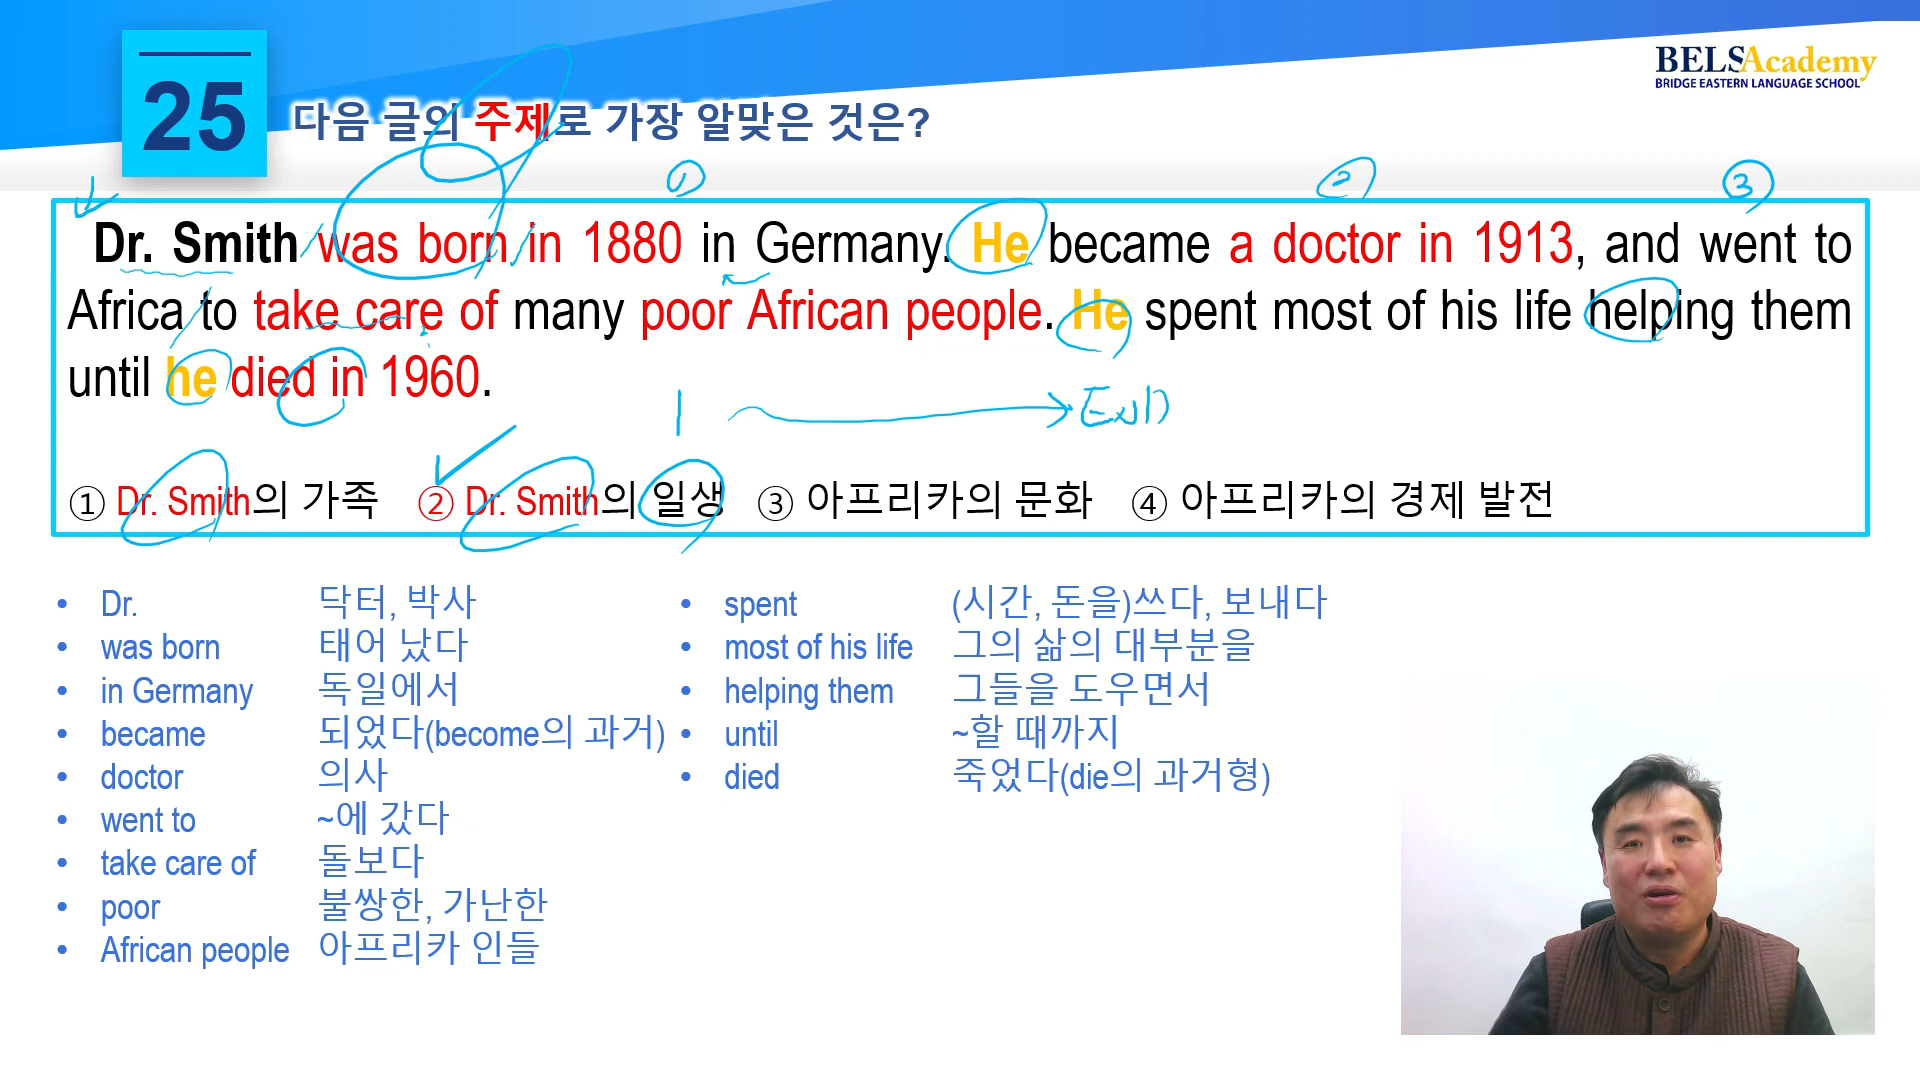 BELSAcademy
BRIDGE EASTERN LANGUAGE SCHOOL
25
다음 글의 주제로 가장 알맞은 것은?
① ② ③
Dr. Smith was born in 1880 in Germany. He became a doctor in 1913, and went to
Africa to take care of many poor African people. He spent most of his life helping them
until he died in 1960.
① Dr. Smith의 가족 ② Dr. Smith의 일생 ③ 아프리카의 문화 ④ 아프리카의 경제 발전
• Dr. 닥터, 박사
• was born 태어 났다
• in Germany 독일에서
• became 되었다(become의 과거)
• doctor 의사
• went to ~에 갔다
• take care of 돌보다
• poor 불쌍한, 가난한
• African people 아프리카 인들
• spent (시간, 돈을)쓰다, 보내다
• most of his life 그의 삶의 대부분을
• helping them 그들을 도우면서
• until ~할 때까지
• died 죽었다(die의 과거형)